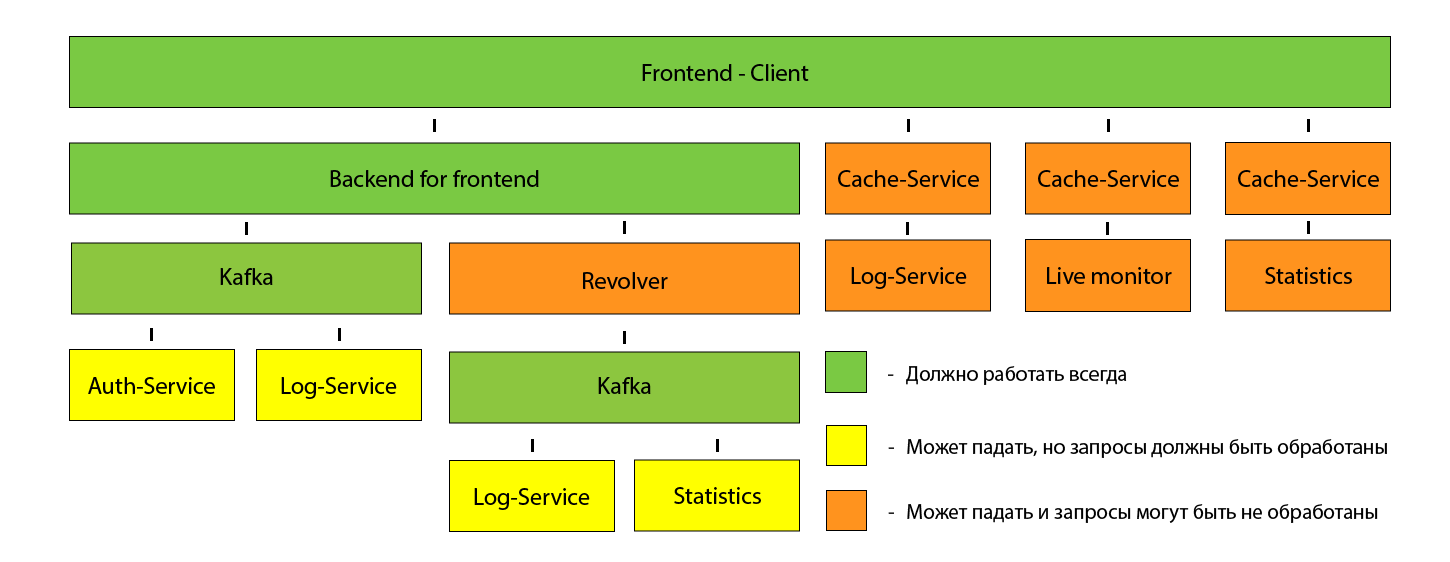 Frontend - Client
Backend for frontend
Cache-Service
Cache-Service
Cache-Service
Kafka
Revolver
Log-Service
Live monitor
Statistics
Auth-Service
Log-Service
Kafka
Log-Service
Statistics
- Должно работать всегда
- Может падать, но запросы должны быть обработаны
- Может падать и запросы могут быть не обработаны